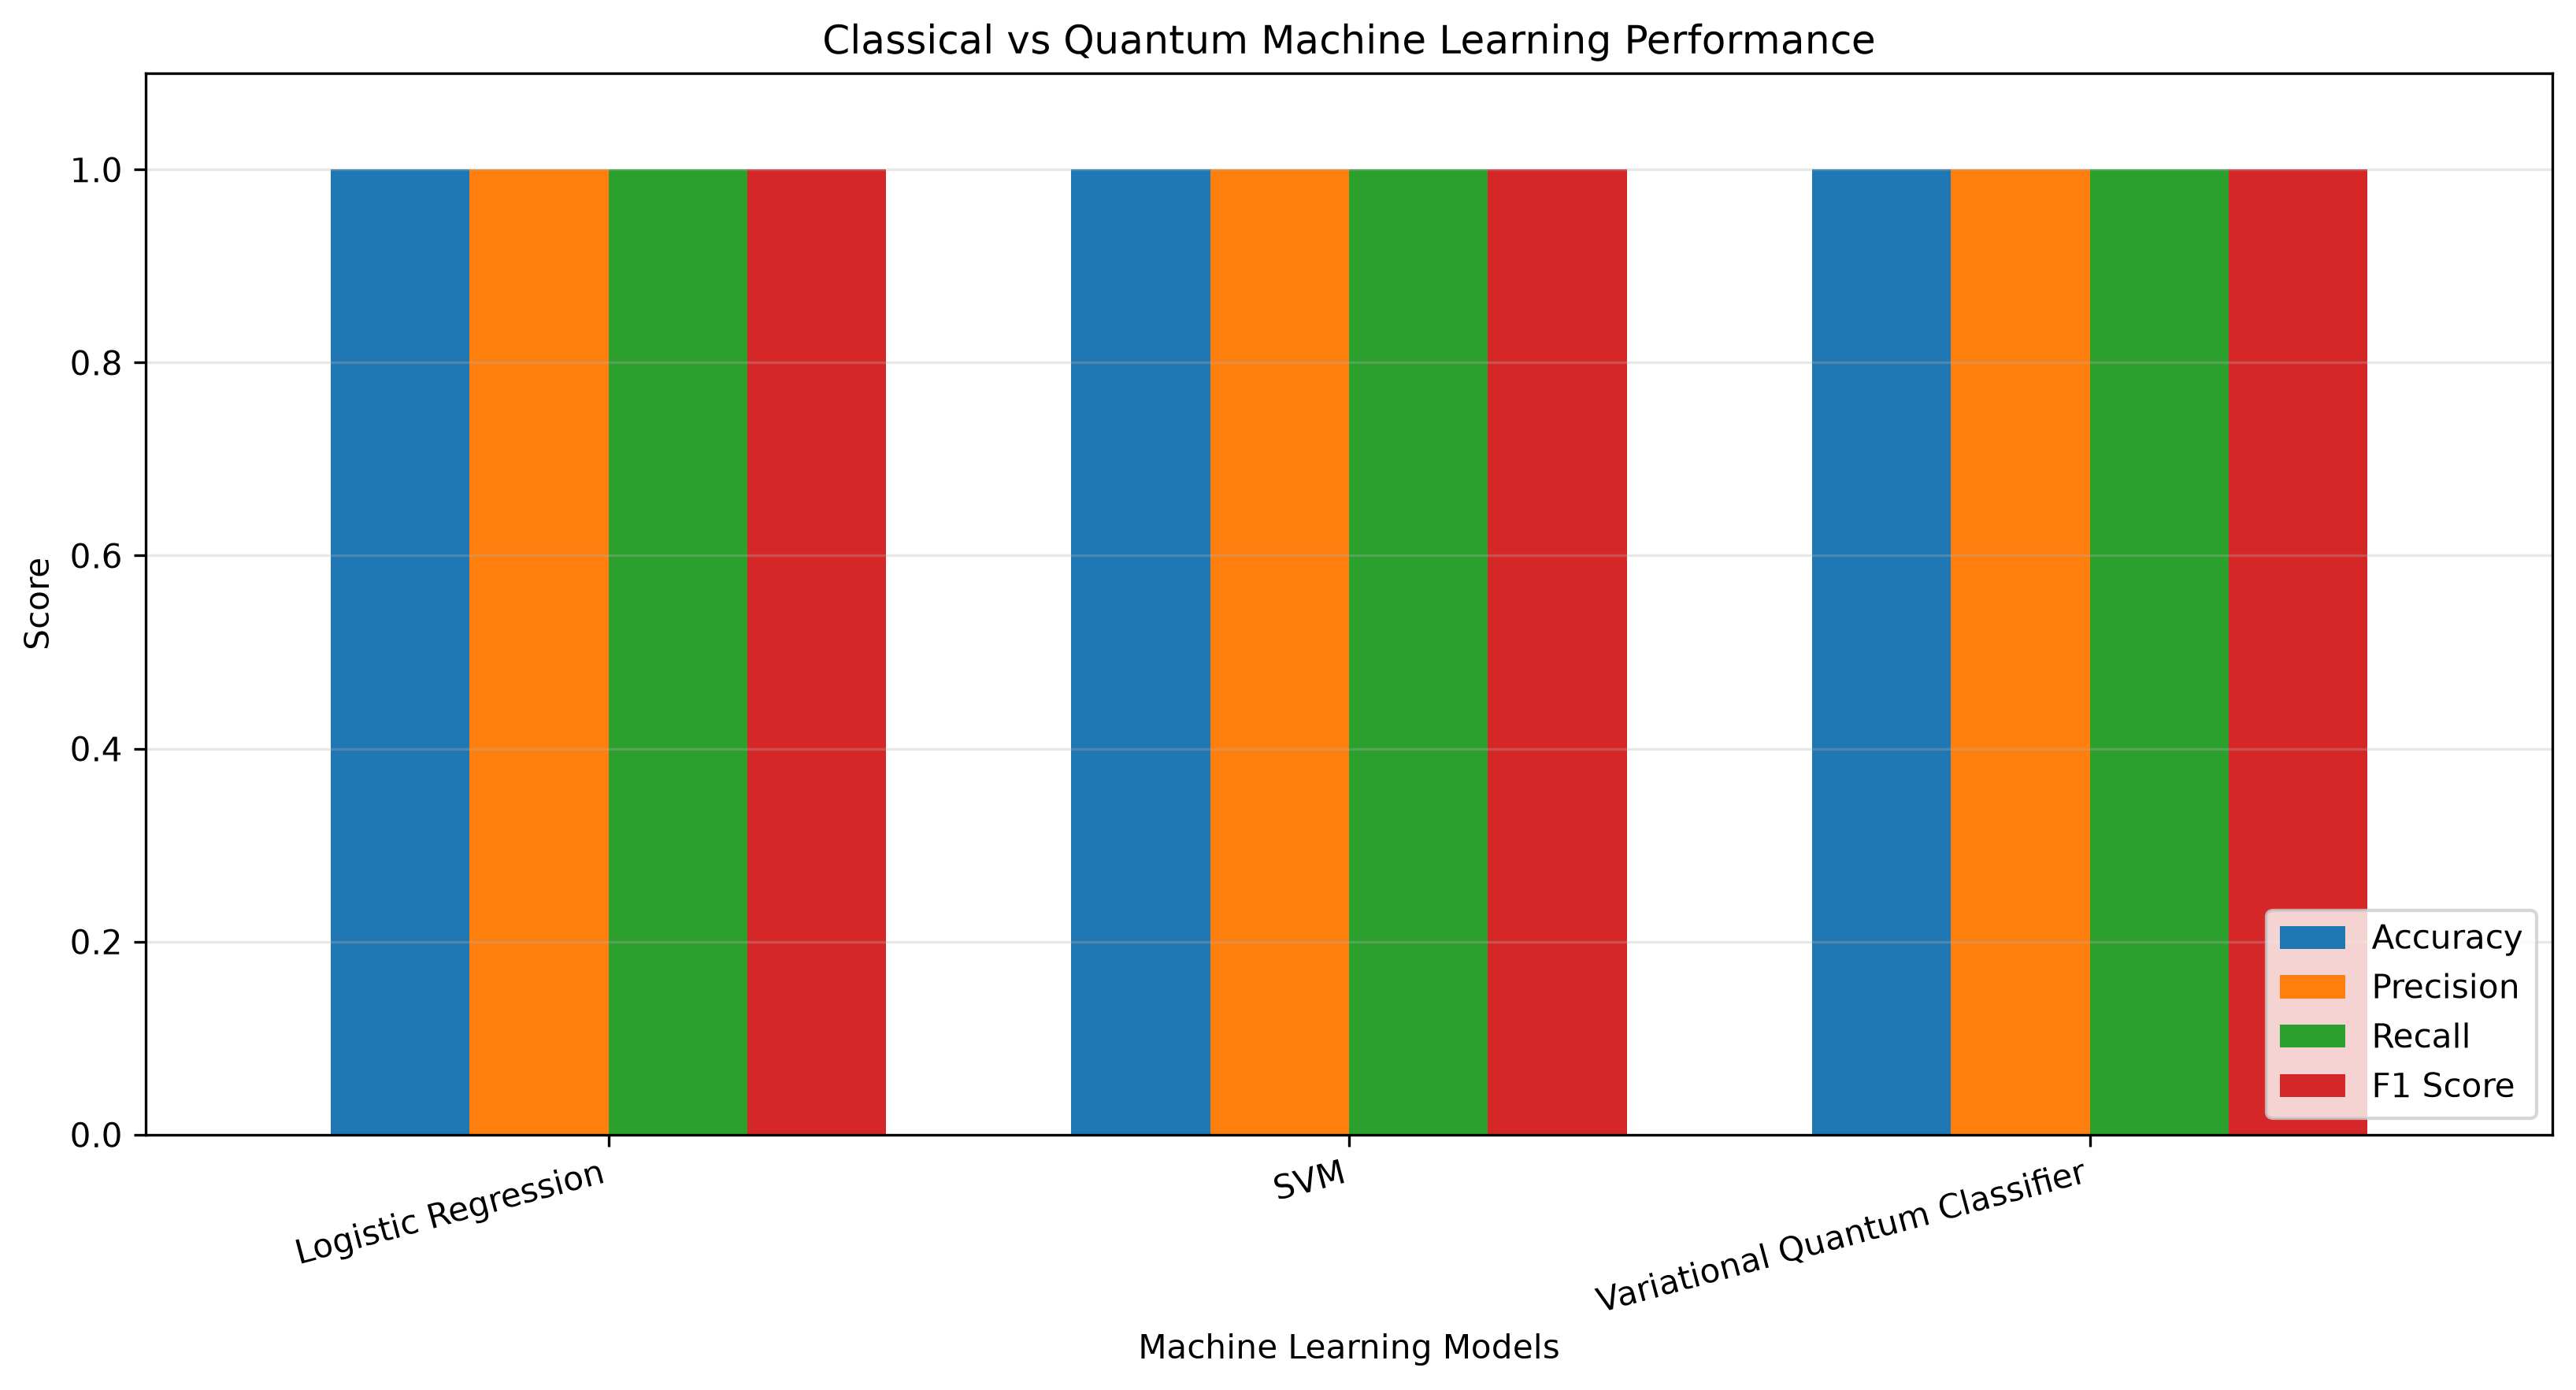 Classical vs Quantum Machine Learning Performance
1.0
0.8
0.6
0.4
0.2
0.0
Score
Accuracy
Precision
Recall
F1 Score
Logistic Regression
SVM
Variational Quantum Classifier
Machine Learning Models